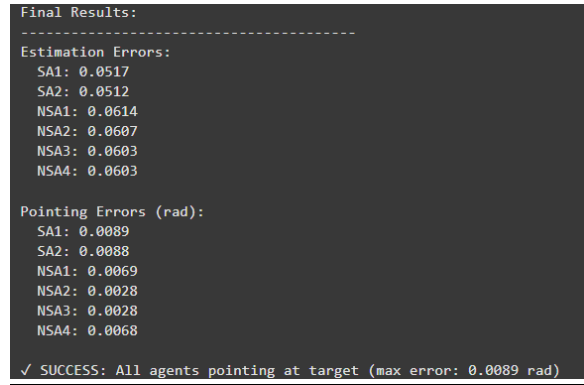 Final Results:
----------------------------------------
Estimation Errors:
SA1: 0.0517
SA2: 0.0512
NSA1: 0.0614
NSA2: 0.0607
NSA3: 0.0603
NSA4: 0.0603
Pointing Errors (rad):
SA1: 0.0089
SA2: 0.0088
NSA1: 0.0069
NSA2: 0.0028
NSA3: 0.0028
NSA4: 0.0068
✓ SUCCESS: All agents pointing at target (max error: 0.0089 rad)